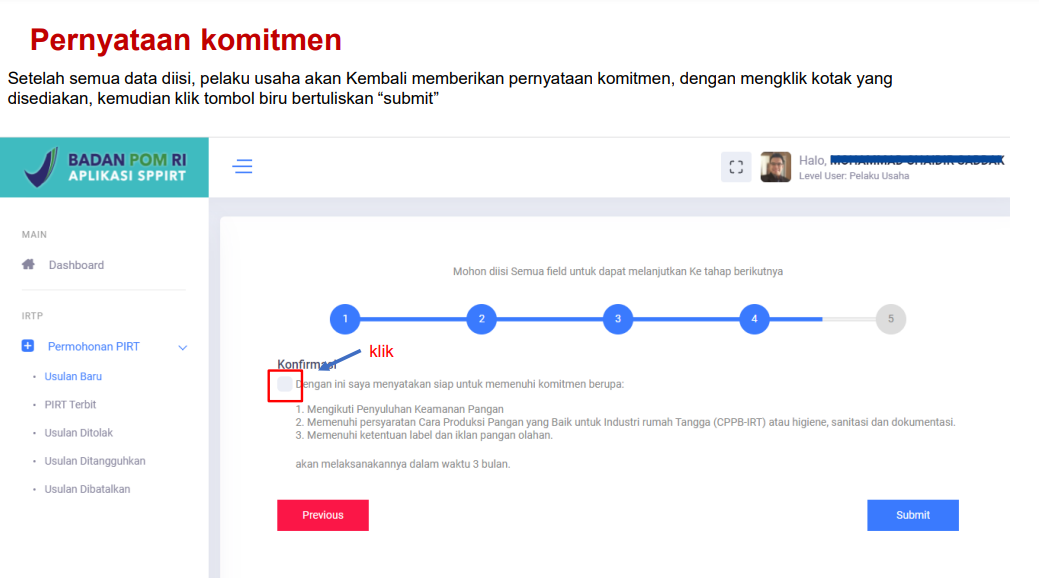 Pernyataan komitmen
Setelah semua data diisi, pelaku usaha akan Kembali memberikan pernyataan komitmen, dengan mengklik kotak yang
disediakan, kemudian klik tombol biru bertuliskan “submit”
BADAN POM RI
APLIKASI SPPIRT
Halo,
Level User: Pelaku Usaha
MAIN
Dashboard
IRTP
Permohonan PIRT
Usulan Baru
PIRT Terbit
Usulan Ditolak
Usulan Ditangguhkan
Usulan Dibatalkan
Mohon diisi Semua field untuk dapat melanjutkan Ke tahap berikutnya
1 2 3 4 5
klik
Konfirmasi
Dengan ini saya menyatakan siap untuk memenuhi komitmen berupa:
1. Mengikuti Penyuluhan Keamanan Pangan
2. Memenuhi persyaratan Cara Produksi Pangan yang Baik untuk Industri rumah Tangga (CPPB-IRT) atau higiene, sanitasi dan dokumentasi.
3. Memenuhi ketentuan label dan iklan pangan olahan.
akan melaksanakannya dalam waktu 3 bulan.
Previous
Submit